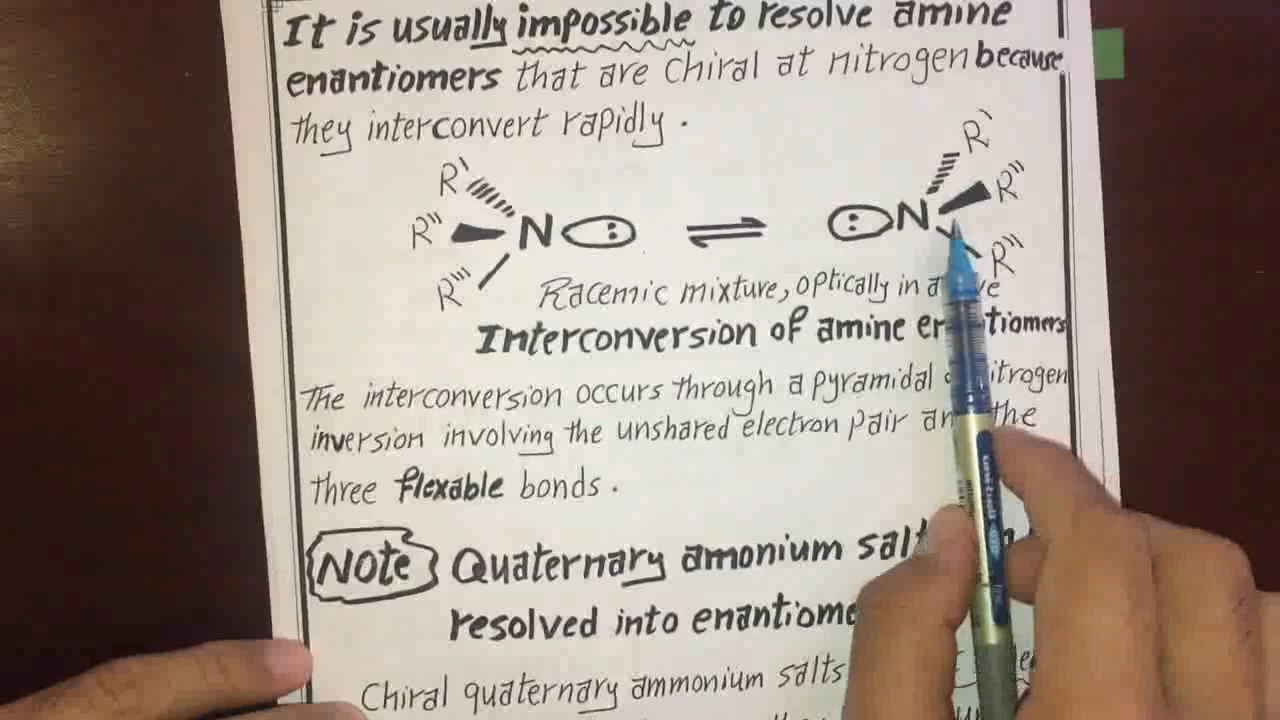 It is usually impossible to resolve amine
enantiomers that are chiral at nitrogen because
they interconvert rapidly.
R' R'
R'' N : ⇌ : N R''
R''' R'''
Racemic mixture, optically in
Interconversion of amine
The interconversion occurs through a pyramidal
inversion involving the unshared electron pair the
three flexable bonds.
Note Quaternary amonium
resolved into
Chiral quaternary ammonium salts